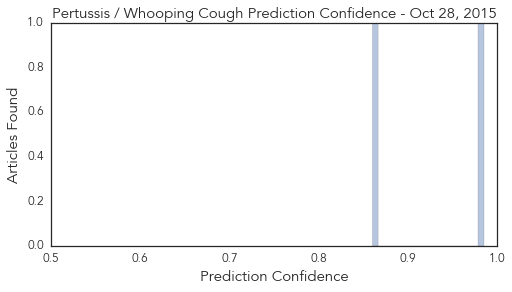 Pertussis / Whooping Cough Prediction Confidence - Oct 28, 2015
1.0
0.8
0.6
0.4
0.2
0.0
Articles Found
0.5 0.6 0.7 0.8 0.9 1.0
Prediction Confidence